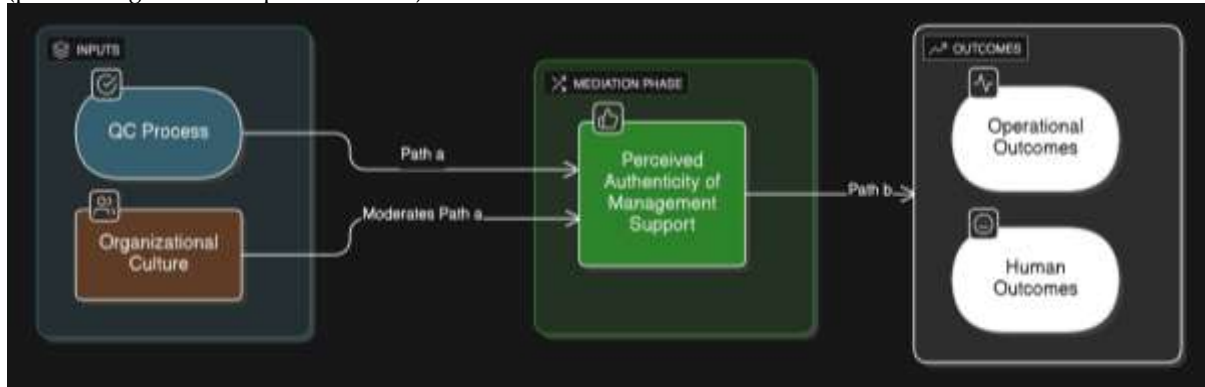 INPUTS
QC Process
Organizational
Culture
Path a
Moderates Path a
MEDIATION PHASE
Perceived
Authenticity of
Management
Support
Path b
OUTCOMES
Operational
Outcomes
Human
Outcomes